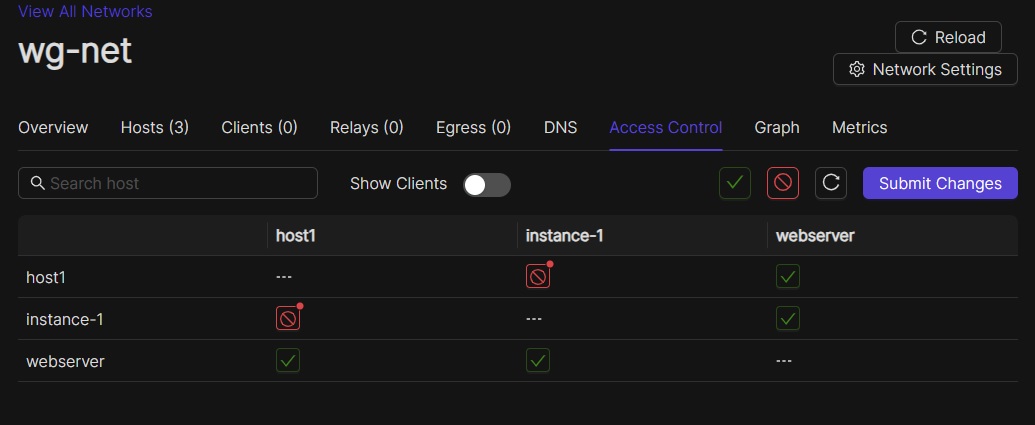 View All Networks
wg-net
Reload
Network Settings
Overview Hosts (3) Clients (0) Relays (0) Egress (0) DNS Access Control Graph Metrics
Search host Show Clients Submit Changes
host1 instance-1 webserver
host1 ---
instance-1 ---
webserver ---